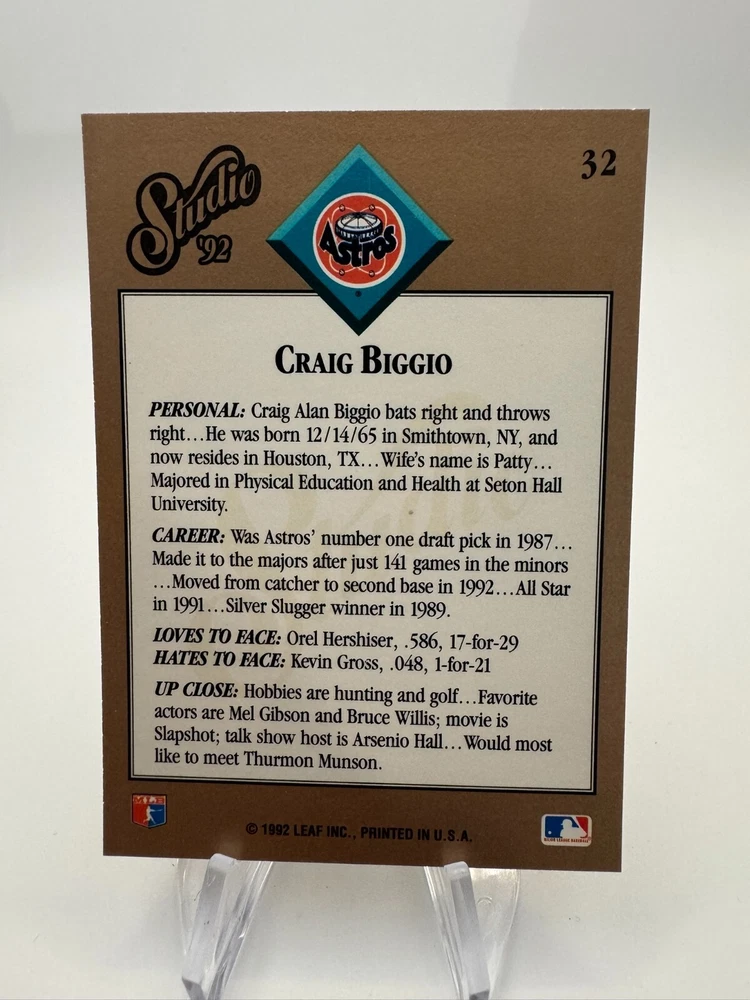 Studio
'92
32
Astros
CRAIG BIGGIO
PERSONAL: Craig Alan Biggio bats right and throws
right...He was born 12/14/65 in Smithtown, NY, and
now resides in Houston, TX...Wife's name is Patty...
Majored in Physical Education and Health at Seton Hall
University.
CAREER: Was Astros' number one draft pick in 1987...
Made it to the majors after just 141 games in the minors
...Moved from catcher to second base in 1992...All Star
in 1991...Silver Slugger winner in 1989.
LOVES TO FACE: Orel Hershiser, .586, 17-for-29
HATES TO FACE: Kevin Gross, .048, 1-for-21
UP CLOSE: Hobbies are hunting and golf...Favorite
actors are Mel Gibson and Bruce Willis; movie is
Slapshot; talk show host is Arsenio Hall...Would most
like to meet Thurmon Munson.
© 1992 LEAF INC., PRINTED IN U.S.A.
MAJOR LEAGUE BASEBALL